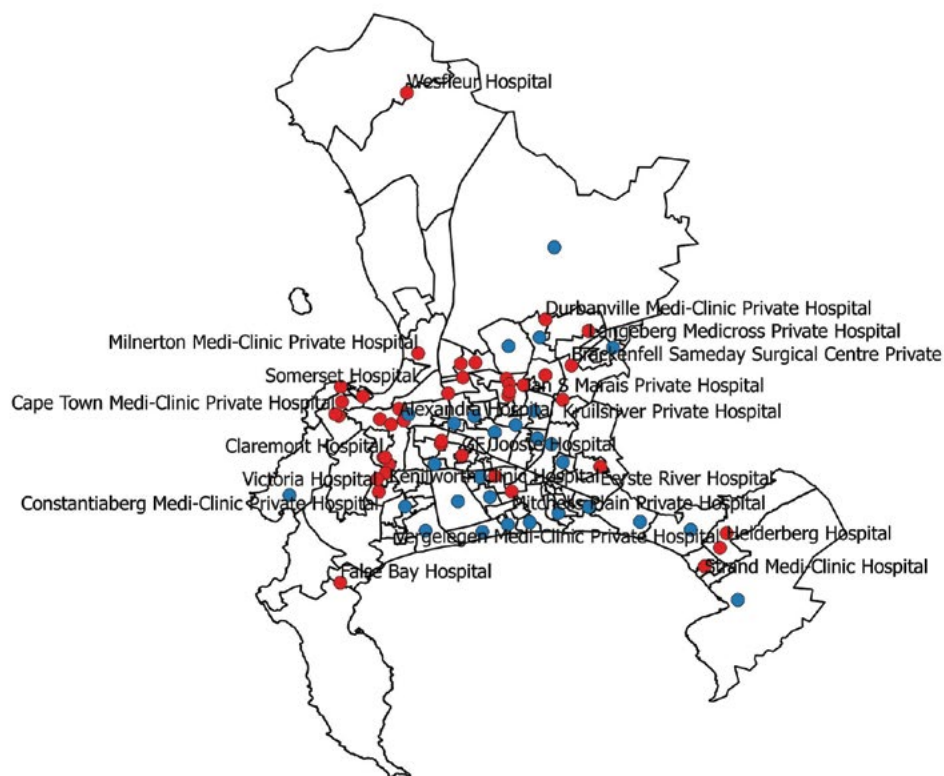 Wesfleur Hospital
Durbanville Medi-Clinic Private Hospital
Langeberg Medicross Private Hospital
Milnerton Medi-Clinic Private Hospital
Brackenfell Sameday Surgical Centre Private
Somerset Hospital
Jan S Marais Private Hospital
Cape Town Medi-Clinic Private Hospital
Alexandra Hospital
Kruilsriver Private Hospital
Claremont Hospital
GF Jooste Hospital
Victoria Hospital
Kenilworth Clinic Hospital
Eerste River Hospital
Constantiaberg Medi-Clinic Private Hospital
Mitchells Plain Private Hospital
Vergelegen Medi-Clinic Private Hospital
Helderberg Hospital
Strand Medi-Clinic Hospital
False Bay Hospital